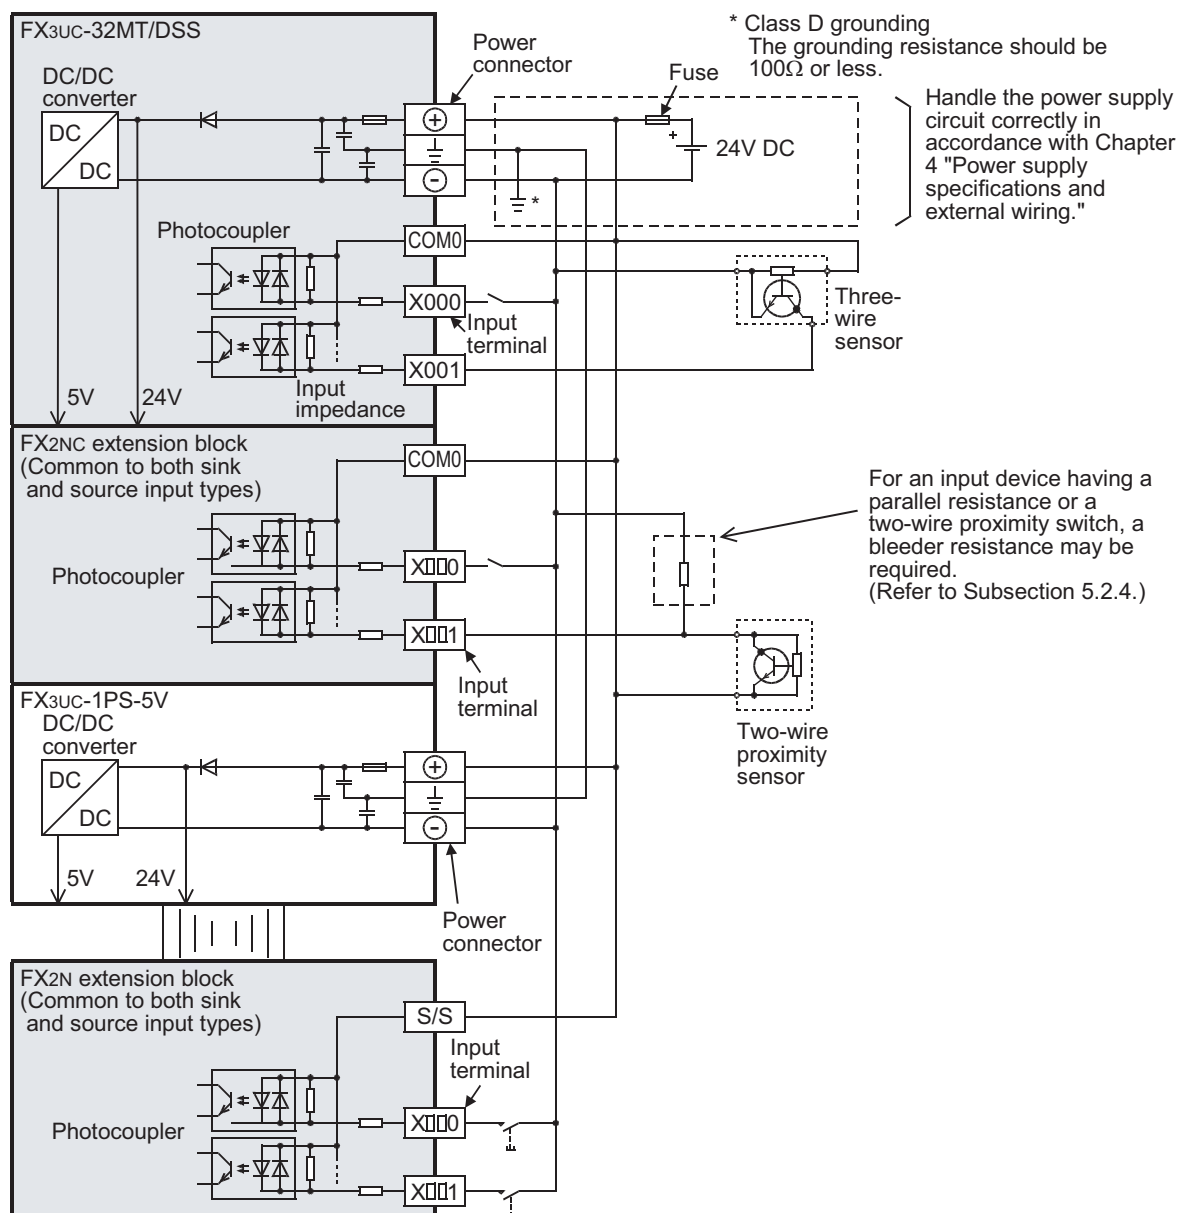 FX3UC-32MT/DSS
DC/DC
converter
DC
DC
Power
connector
Fuse
* Class D grounding
The grounding resistance should be
100Ω or less.
+
24V DC
*
Handle the power supply
circuit correctly in
accordance with Chapter
4 "Power supply
specifications and
external wiring."
Photocoupler
COM0
X000
Input
terminal
X001
Input
impedance
5V
24V
Three-
wire
sensor
FX2NC extension block
(Common to both sink
and source input types)
COM0
Photocoupler
X□□0
X□□1
Input
terminal
For an input device having a
parallel resistance or a
two-wire proximity switch, a
bleeder resistance may be
required.
(Refer to Subsection 5.2.4.)
Two-wire
proximity
sensor
FX3UC-1PS-5V
DC/DC
converter
DC
DC
5V
24V
Power
connector
FX2N extension block
(Common to both sink
and source input types)
S/S
Input
terminal
Photocoupler
X□□0
X□□1